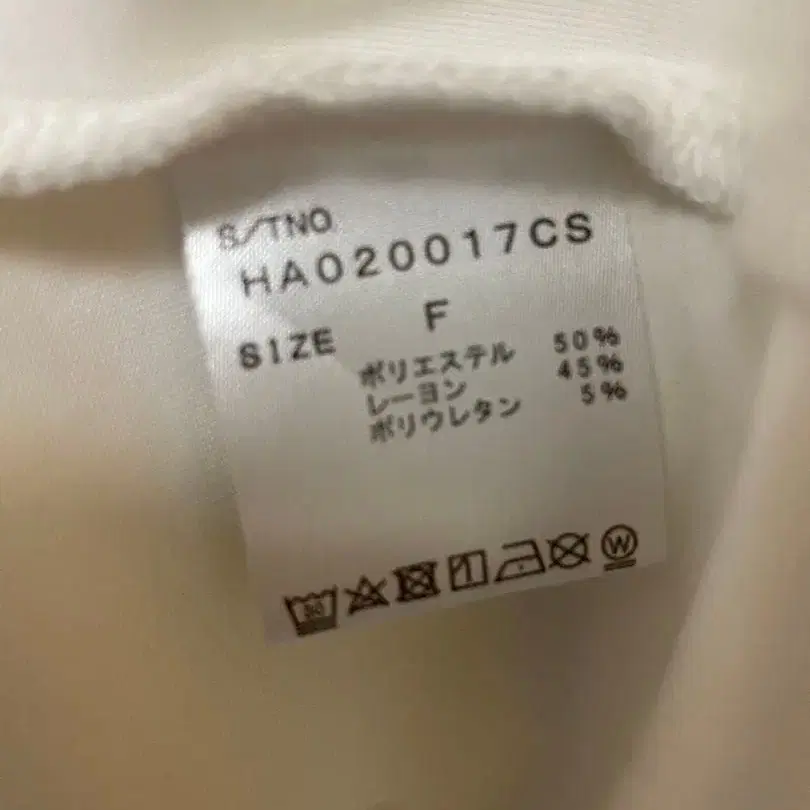 S/TNO
HA020017CS
SIZE F
ポリエステル 50%
レーヨン 45%
ポリウレタン 5%
30
W